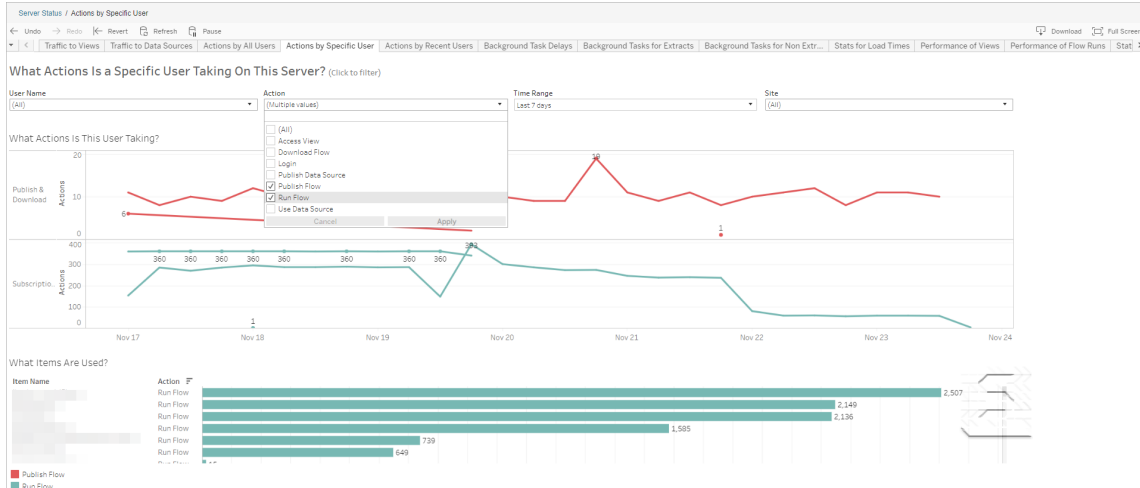 Server Status / Actions by Specific User
Undo Redo Revert Refresh Pause Download Full Screen
Traffic to Views Traffic to Data Sources Actions by All Users Actions by Specific User Actions by Recent Users Background Task Delays Background Tasks for Extracts Background Tasks for Non Extr... Stats for Load Times Performance of Views Performance of Flow Runs Stat
What Actions Is a Specific User Taking On This Server? (Click to filter)
User Name Action Time Range Site
(All) (Multiple values) Last 7 days (All)
(All)
Access View
Download Flow
Login
Publish Data Source
Publish Flow
Run Flow
Use Data Source
Cancel Apply
What Actions Is This User Taking?
Publish & Download
Actions
20
10
0
6
19
1
Subscriptio..
Actions
400
300
200
100
0
360 360 360 360 360 360 360
393
1
Nov 17 Nov 18 Nov 19 Nov 20 Nov 21 Nov 22 Nov 23 Nov 24
What Items Are Used?
Item Name Action
Run Flow 2,507
Run Flow 2,149
Run Flow 2,136
Run Flow 1,585
Run Flow 739
Run Flow 649
Run Flow
Publish Flow
Run Flow